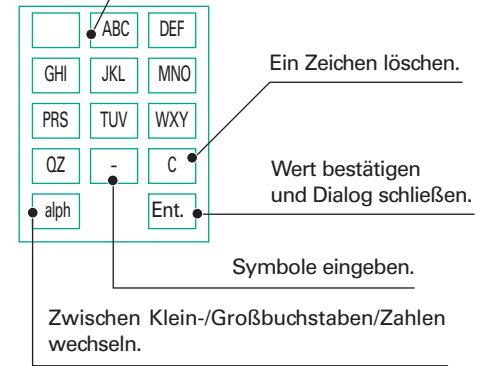 ABC DEF
GHI JKL MNO
PRS TUV WXY
QZ - C
alph Ent.
Ein Zeichen löschen.
Wert bestätigen
und Dialog schließen.
Symbole eingeben.
Zwischen Klein-/Großbuchstaben/Zahlen
wechseln.